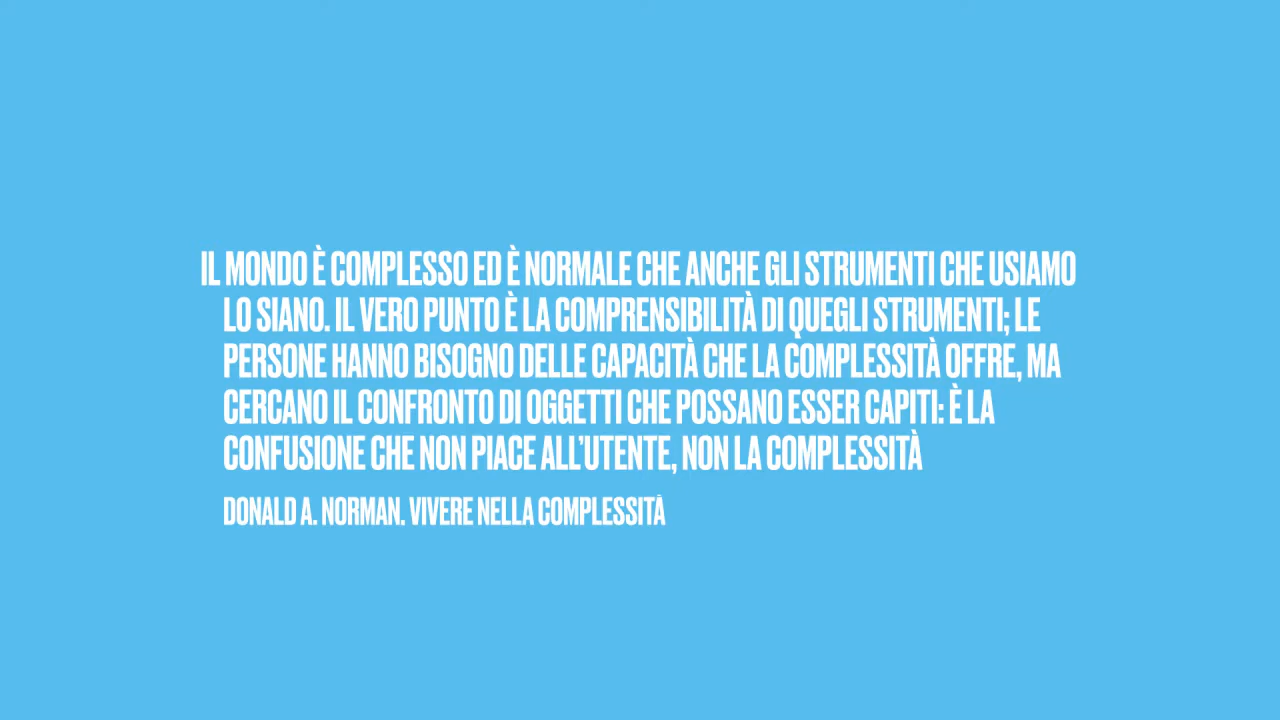 IL MONDO È COMPLESSO ED È NORMALE CHE ANCHE GLI STRUMENTI CHE USIAMO
LO SIANO. IL VERO PUNTO È LA COMPRENSIBILITÀ DI QUEGLI STRUMENTI; LE
PERSONE HANNO BISOGNO DELLE CAPACITÀ CHE LA COMPLESSITÀ OFFRE, MA
CERCANO IL CONFRONTO DI OGGETTI CHE POSSANO ESSER CAPITI: È LA
CONFUSIONE CHE NON PIACE ALL’UTENTE, NON LA COMPLESSITÀ
DONALD A. NORMAN. VIVERE NELLA COMPLESSITÀ